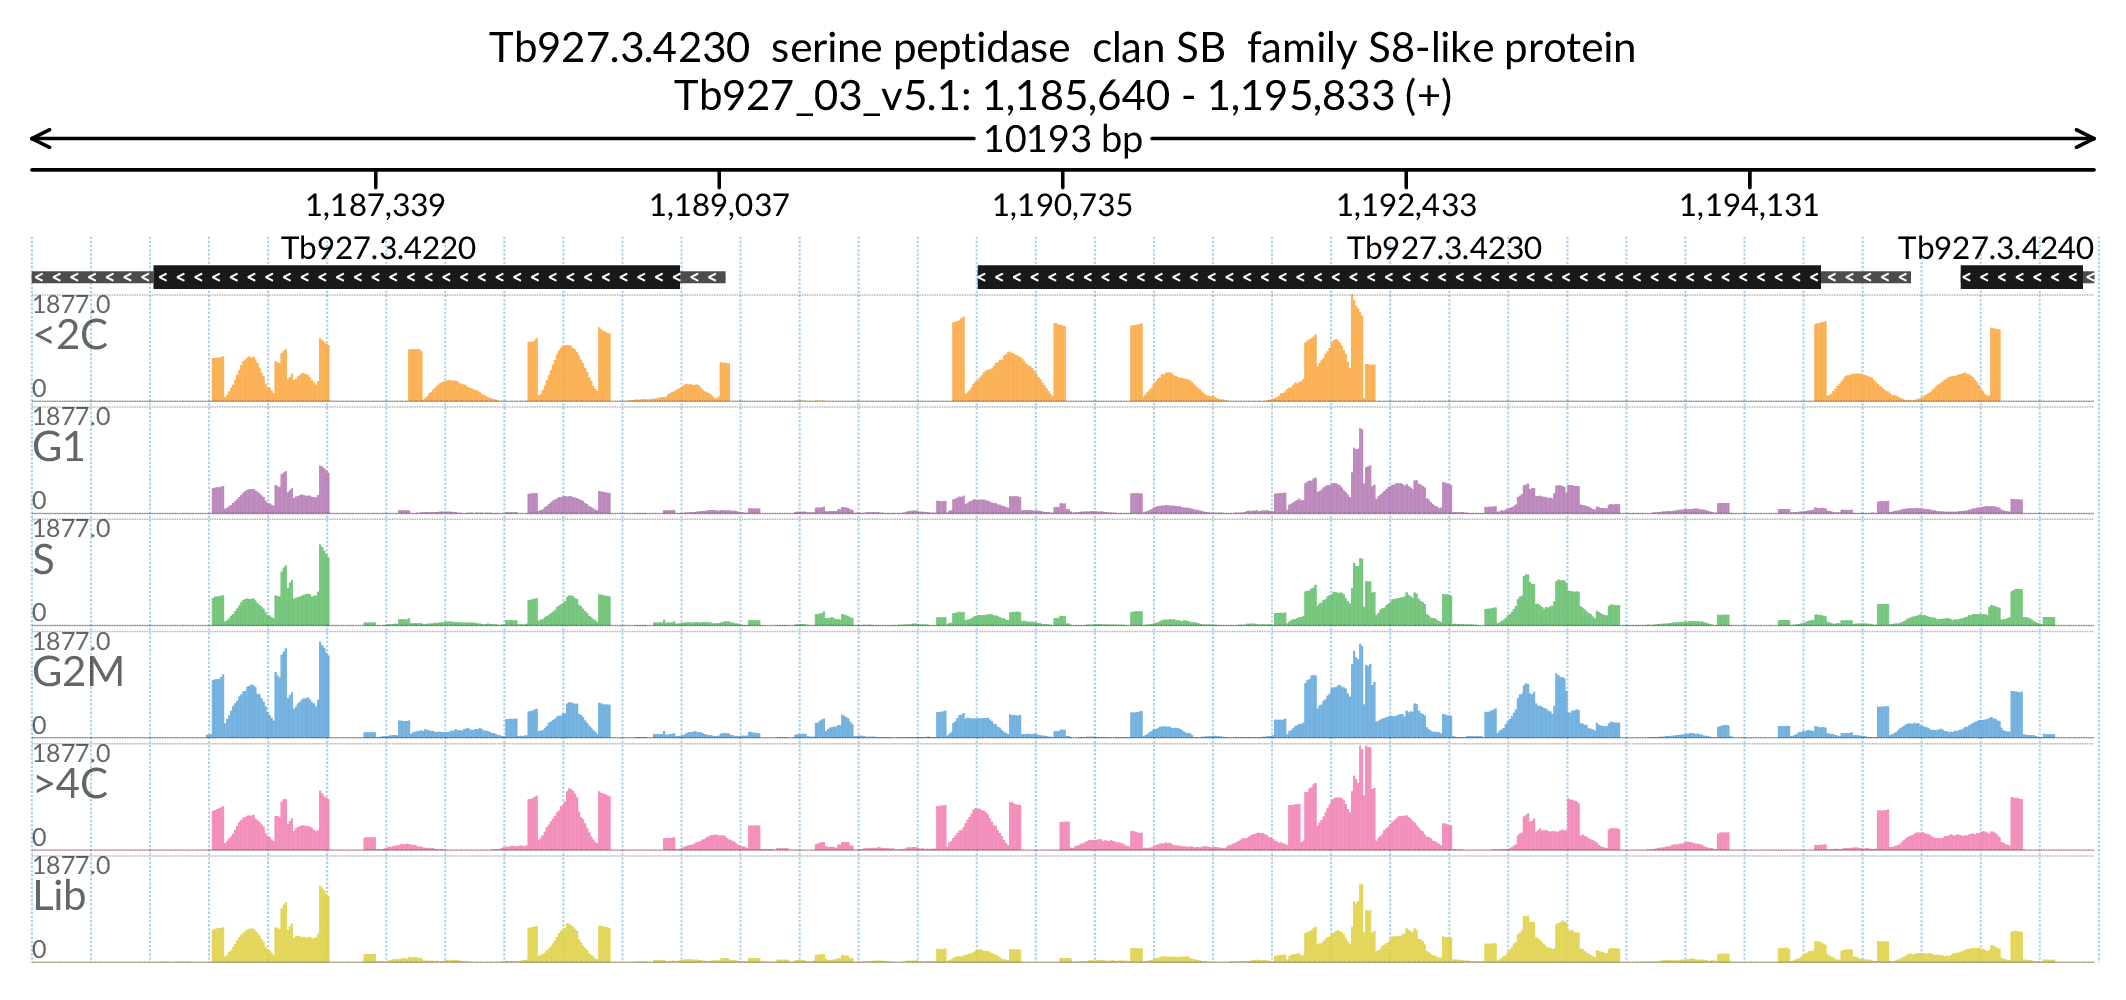 Tb927.3.4230  serine peptidase  clan SB  family S8-like protein
Tb927_03_v5.1: 1,185,640 - 1,195,833 (+)
10193 bp
1,187,339 1,189,037 1,190,735 1,192,433 1,194,131
Tb927.3.4220 Tb927.3.4230 Tb927.3.4240
1877.0
<2C
0
1877.0
G1
0
1877.0
S
0
1877.0
G2M
0
1877.0
>4C
0
1877.0
Lib
0